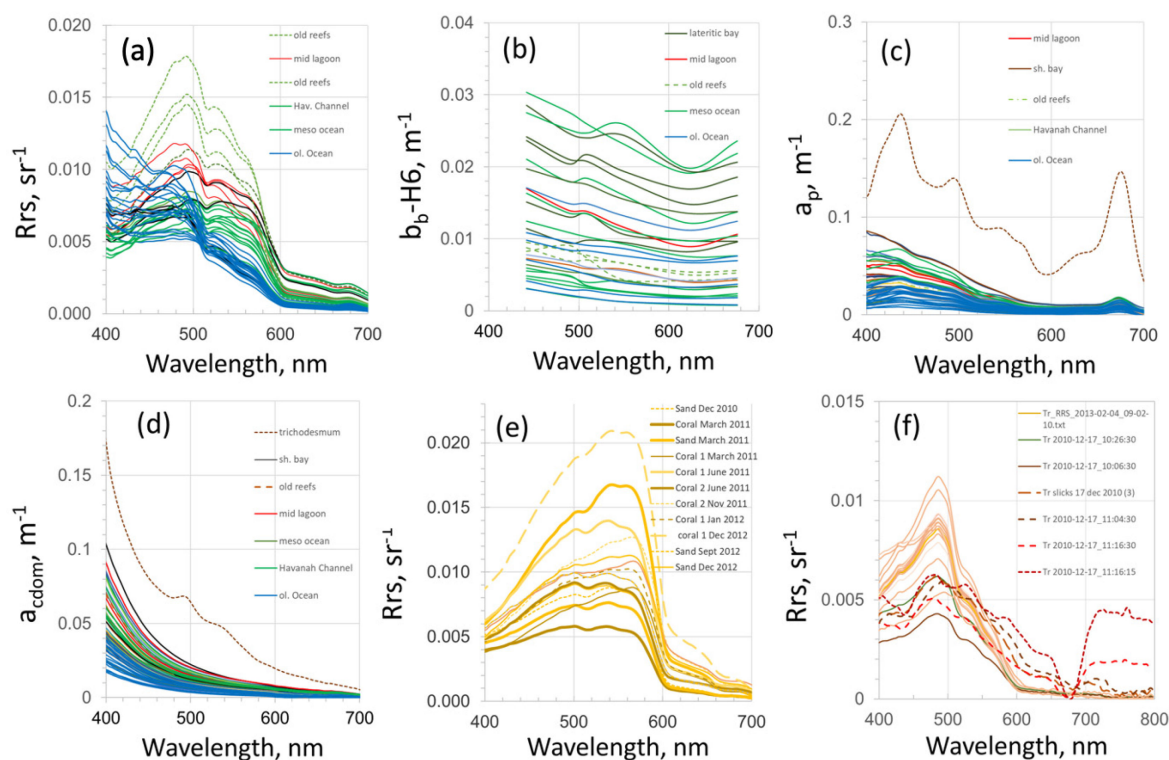 (a)
Rrs, sr-1
0.020
0.015
0.010
0.005
0.000
400 500 600 700
Wavelength, nm
old reefs
mid lagoon
old reefs
Hav. Channel
meso ocean
ol. Ocean
(b)
bb-H6, m-1
0.04
0.03
0.02
0.01
0
400 500 600 700
Wavelength, nm
lateritic bay
mid lagoon
old reefs
meso ocean
ol. Ocean
(c)
ap, m-1
0.3
0.2
0.1
0
400 500 600 700
Wavelength, nm
mid lagoon
sh. bay
old reefs
Havanah Channel
ol. Ocean
(d)
acdom, m-1
0.2
0.15
0.1
0.05
0
400 500 600 700
Wavelength, nm
trichodesmum
sh. bay
old reefs
mid lagoon
meso ocean
Havanah Channel
ol. Ocean
(e)
Rrs, sr-1
0.020
0.015
0.010
0.005
0.000
400 500 600 700
Wavelength, nm
Sand Dec 2010
Coral March 2011
Sand March 2011
Coral 1 March 2011
Coral 1 June 2011
Coral 2 June 2011
Coral 2 Nov 2011
Coral 1 Jan 2012
coral 1 Dec 2012
Sand Sept 2012
Sand Dec 2012
(f)
Rrs, sr-1
0.015
0.010
0.005
0.000
400 500 600 700 800
Wavelength, nm
Tr_RRS_2013-02-04_09-02-
10.txt
Tr 2010-12-17_10:26:30
Tr 2010-12-17_10:06:30
Tr slicks 17 dec 2010 (3)
Tr 2010-12-17_11:04:30
Tr 2010-12-17_11:16:30
Tr 2010-12-17_11:16:15